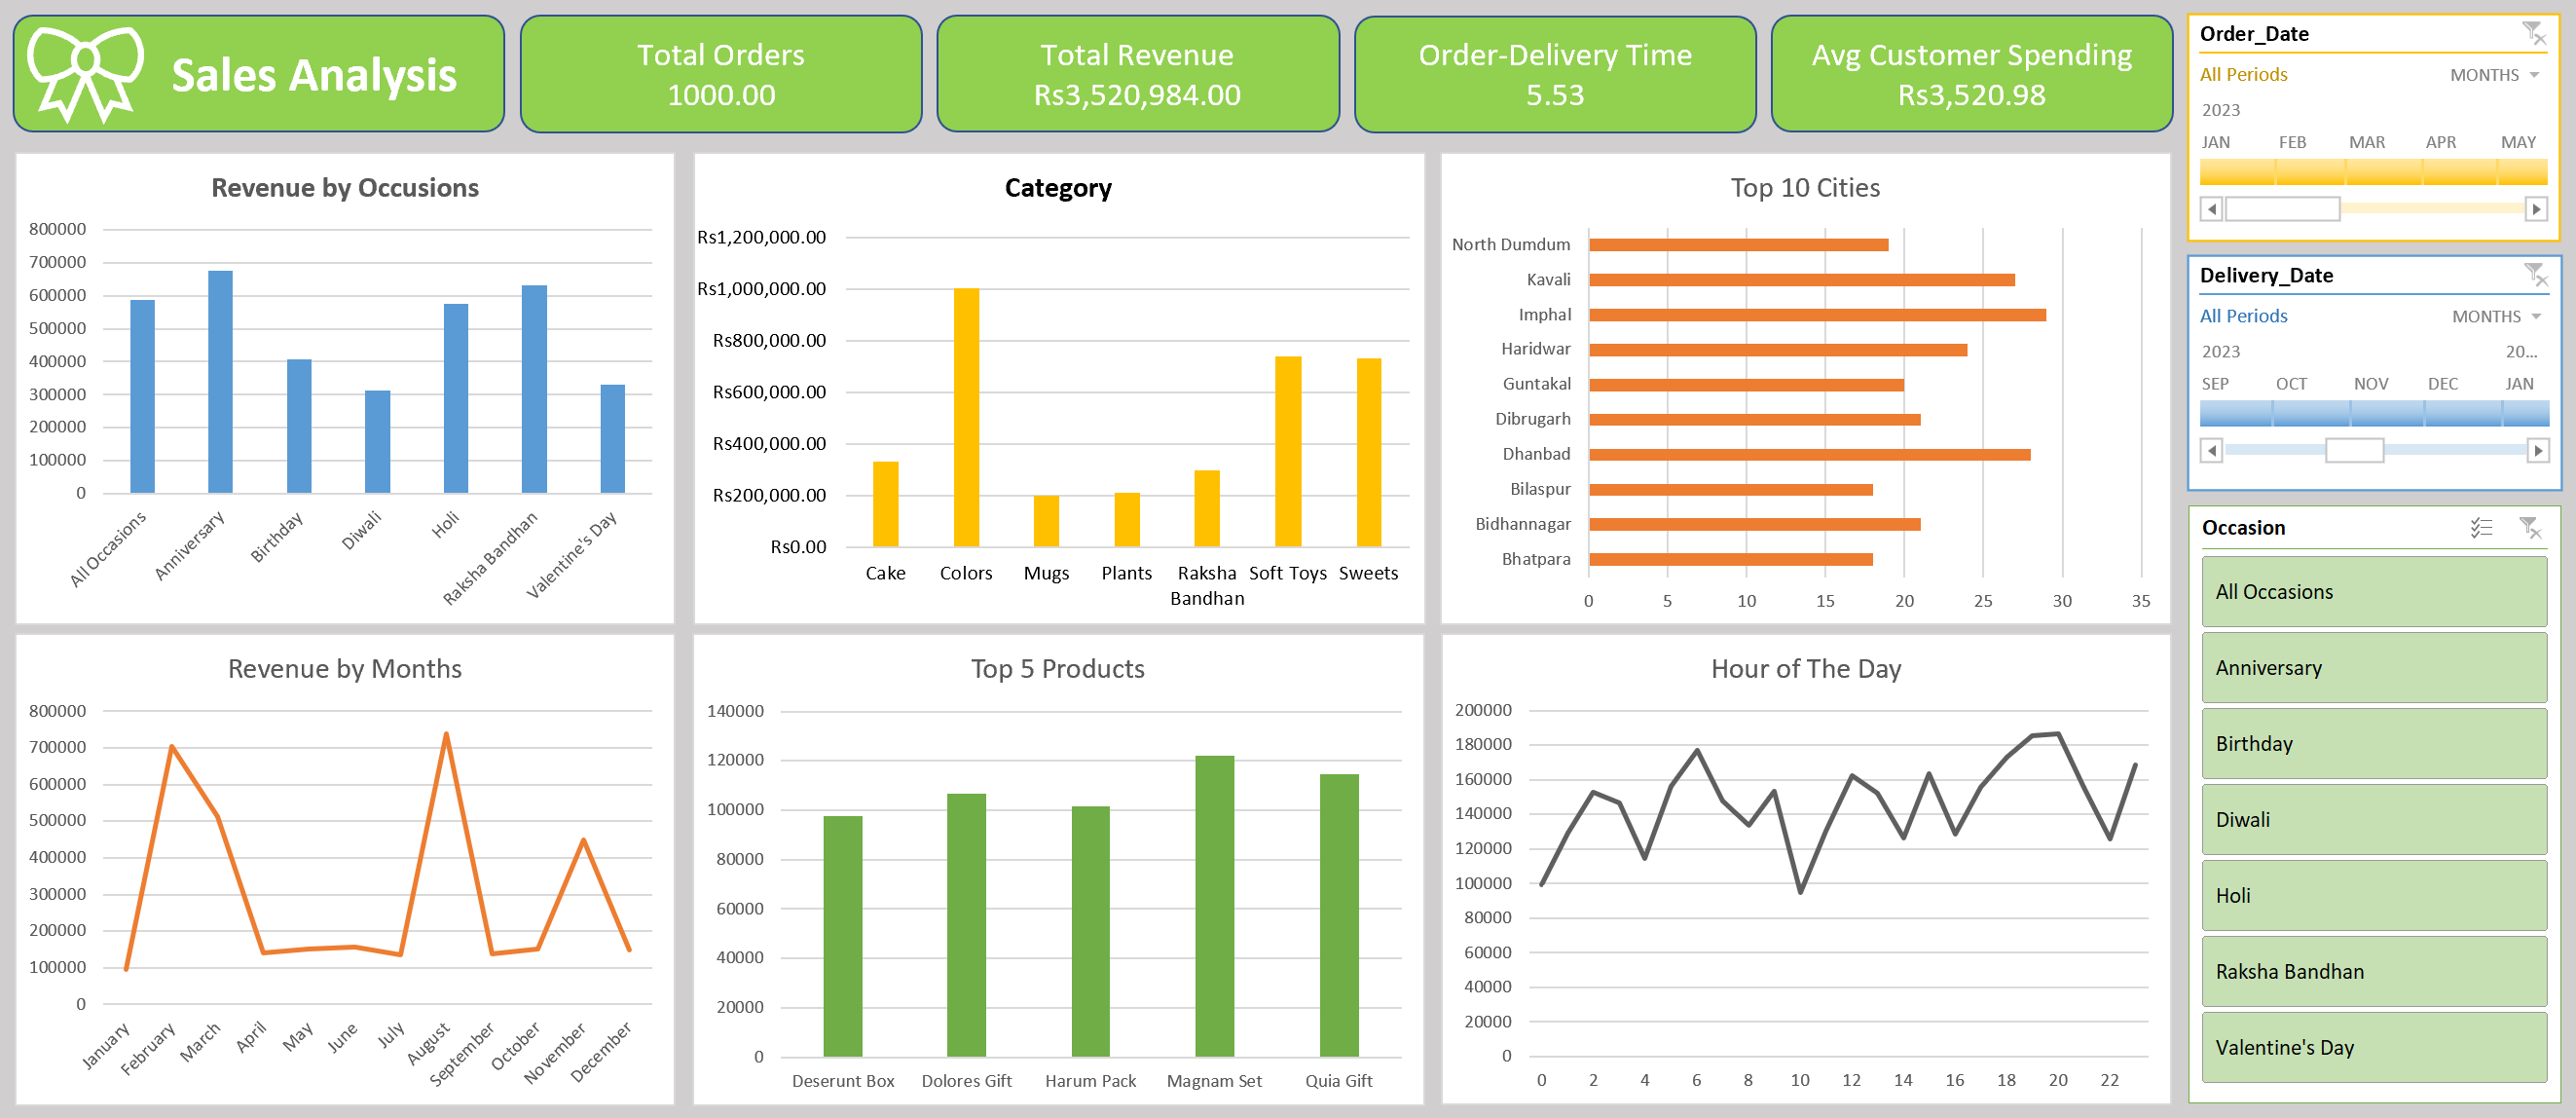 Sales Analysis
Total Orders
1000.00
Total Revenue
Rs3,520,984.00
Order-Delivery Time
5.53
Avg Customer Spending
Rs3,520.98
Revenue by Occusions
800000
700000
600000
500000
400000
300000
200000
100000
0
All Occasions
Anniversary
Birthday
Diwali
Holi
Raksha Bandhan
Valentine's Day
Category
Rs1,200,000.00
Rs1,000,000.00
Rs800,000.00
Rs600,000.00
Rs400,000.00
Rs200,000.00
Rs0.00
Cake Colors Mugs Plants Raksha Soft Toys Sweets
Bandhan
Top 10 Cities
North Dumdum
Kavali
Imphal
Haridwar
Guntakal
Dibrugarh
Dhanbad
Bilaspur
Bidhannagar
Bhatpara
0 5 10 15 20 25 30 35
Revenue by Months
800000
700000
600000
500000
400000
300000
200000
100000
0
January
February
March
April
May
June
July
August
September
October
November
December
Top 5 Products
140000
120000
100000
80000
60000
40000
20000
0
Deserunt Box Dolores Gift Harum Pack Magnam Set Quia Gift
Hour of The Day
200000
180000
160000
140000
120000
100000
80000
60000
40000
20000
0
0 2 4 6 8 10 12 14 16 18 20 22
Order_Date
All Periods MONTHS
2023
JAN FEB MAR APR MAY
Delivery_Date
All Periods MONTHS
2023 20...
SEP OCT NOV DEC JAN
Occasion
All Occasions
Anniversary
Birthday
Diwali
Holi
Raksha Bandhan
Valentine's Day